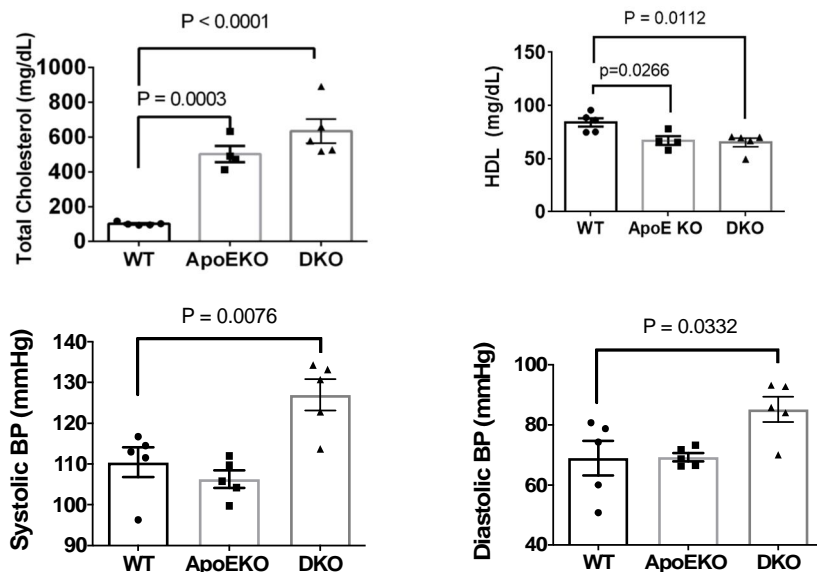 P < 0.0001
P = 0.0003
Total Cholesterol (mg/dL)
1000
800
600
400
200
0
WT ApoEKO DKO
P = 0.0112
p=0.0266
HDL (mg/dL)
150
100
50
0
WT ApoE KO DKO
P = 0.0076
Systolic BP (mmHg)
140
130
120
110
100
90
WT ApoEKO DKO
P = 0.0332
Diastolic BP (mmHg)
100
80
60
40
WT ApoEKO DKO